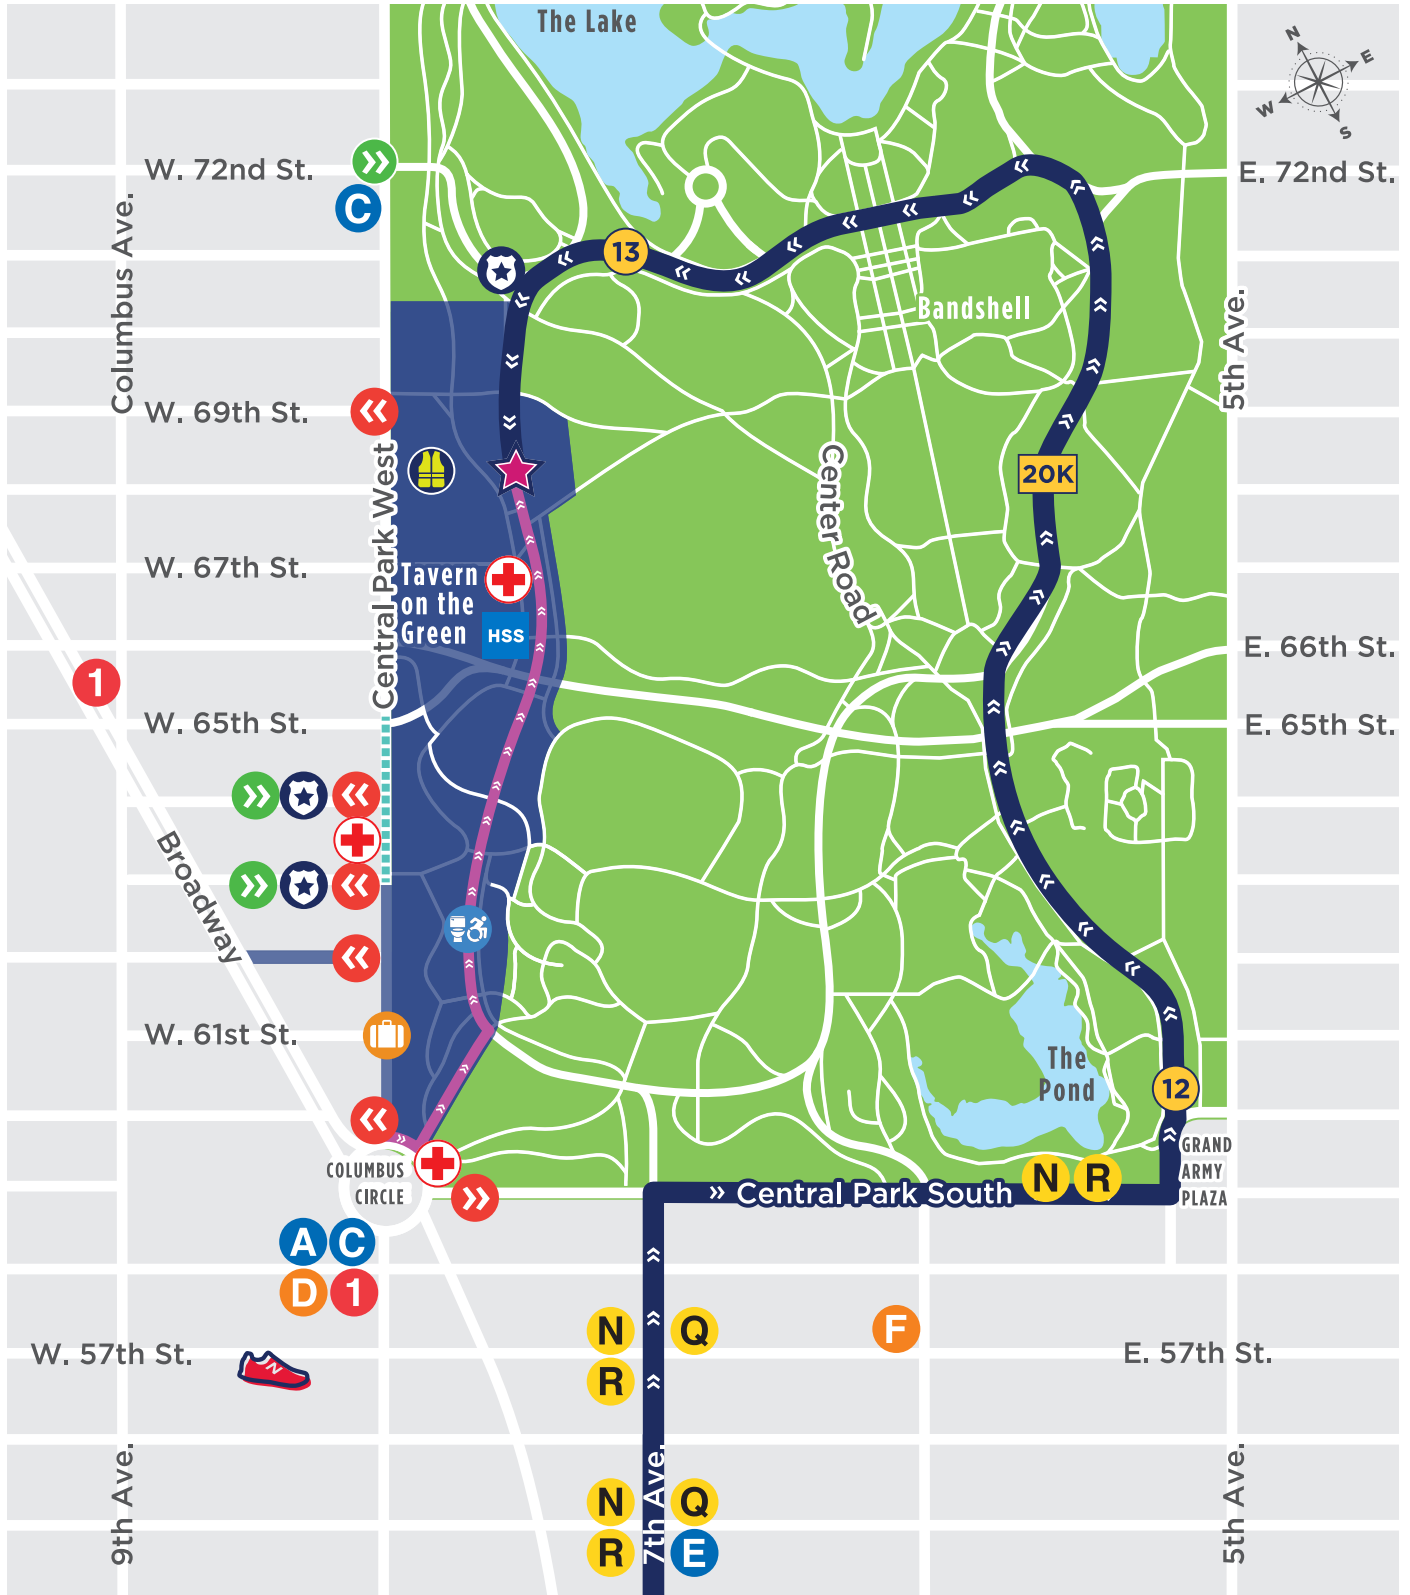 The Lake
N
E
W
S
W. 72nd St.
E. 72nd St.
C
Columbus Ave.
13
Bandshell
5th Ave.
W. 69th St.
Central Park West
Center Road
20K
W. 67th St.
Tavern
on the
Green
HSS
E. 66th St.
1
W. 65th St.
E. 65th St.
Broadway
W. 61st St.
The
Pond
12
COLUMBUS
CIRCLE
GRAND
ARMY
PLAZA
Central Park South
N R
A C
D 1
N Q
R
F
W. 57th St.
N
E. 57th St.
9th Ave.
7th Ave.
5th Ave.
N Q
R E